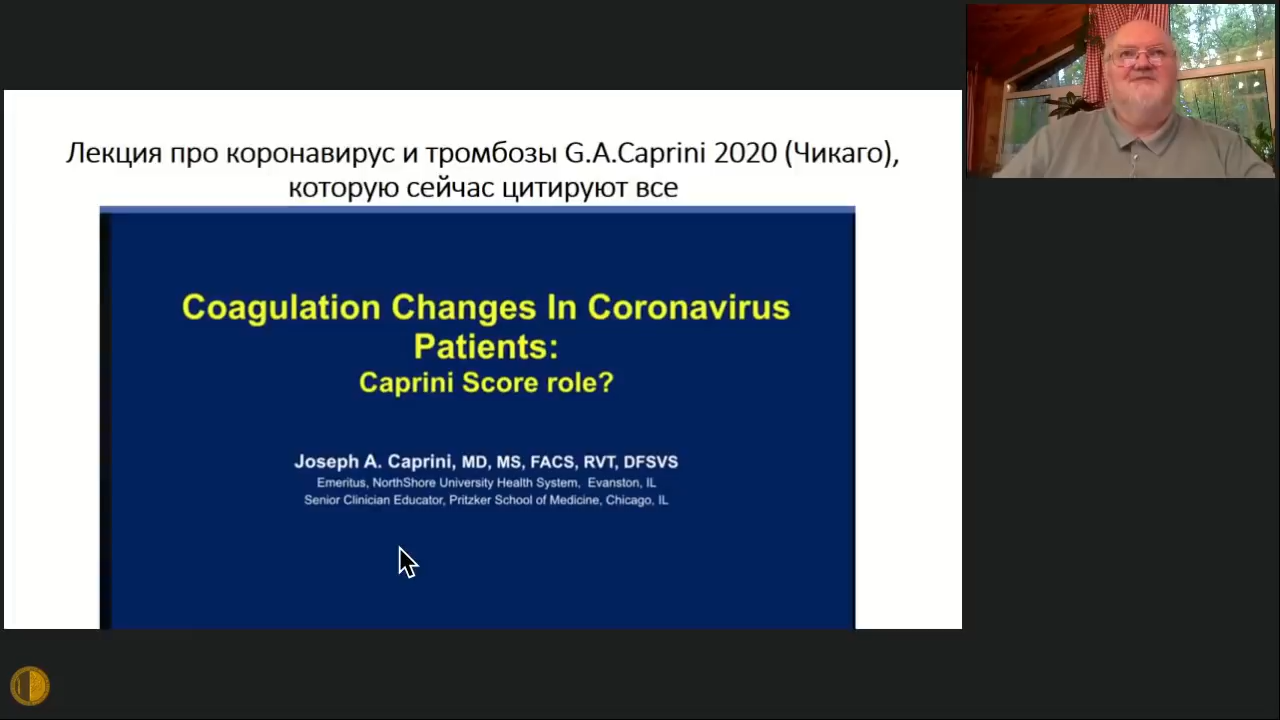 Лекция про коронавирус и тромбозы G.A.Caprini 2020 (Чикаго),
которую сейчас цитируют все
Coagulation Changes In Coronavirus
Patients:
Caprini Score role?
Joseph A. Caprini, MD, MS, FACS, RVT, DFSVS
Emeritus, NorthShore University Health System, Evanston, IL
Senior Clinician Educator, Pritzker School of Medicine, Chicago, IL